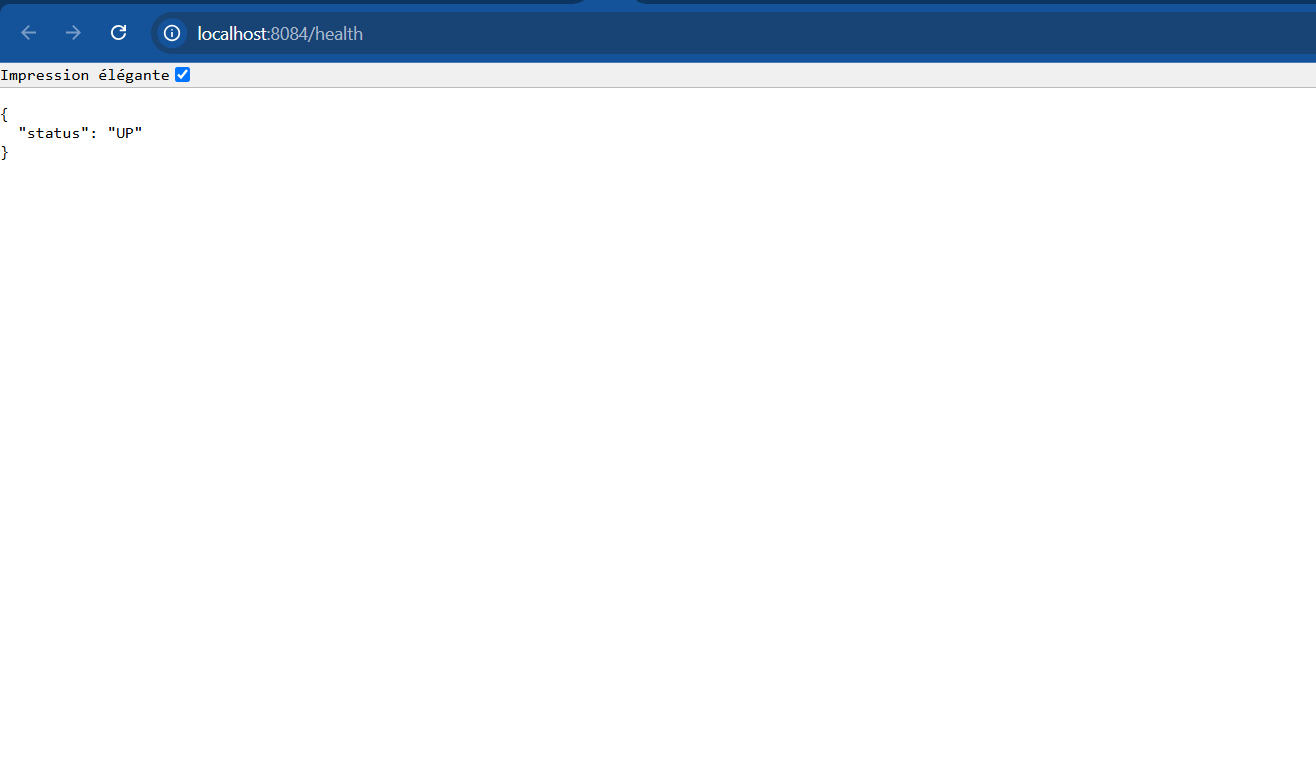 localhost:8084/health
Impression élégante
{
  "status": "UP"
}